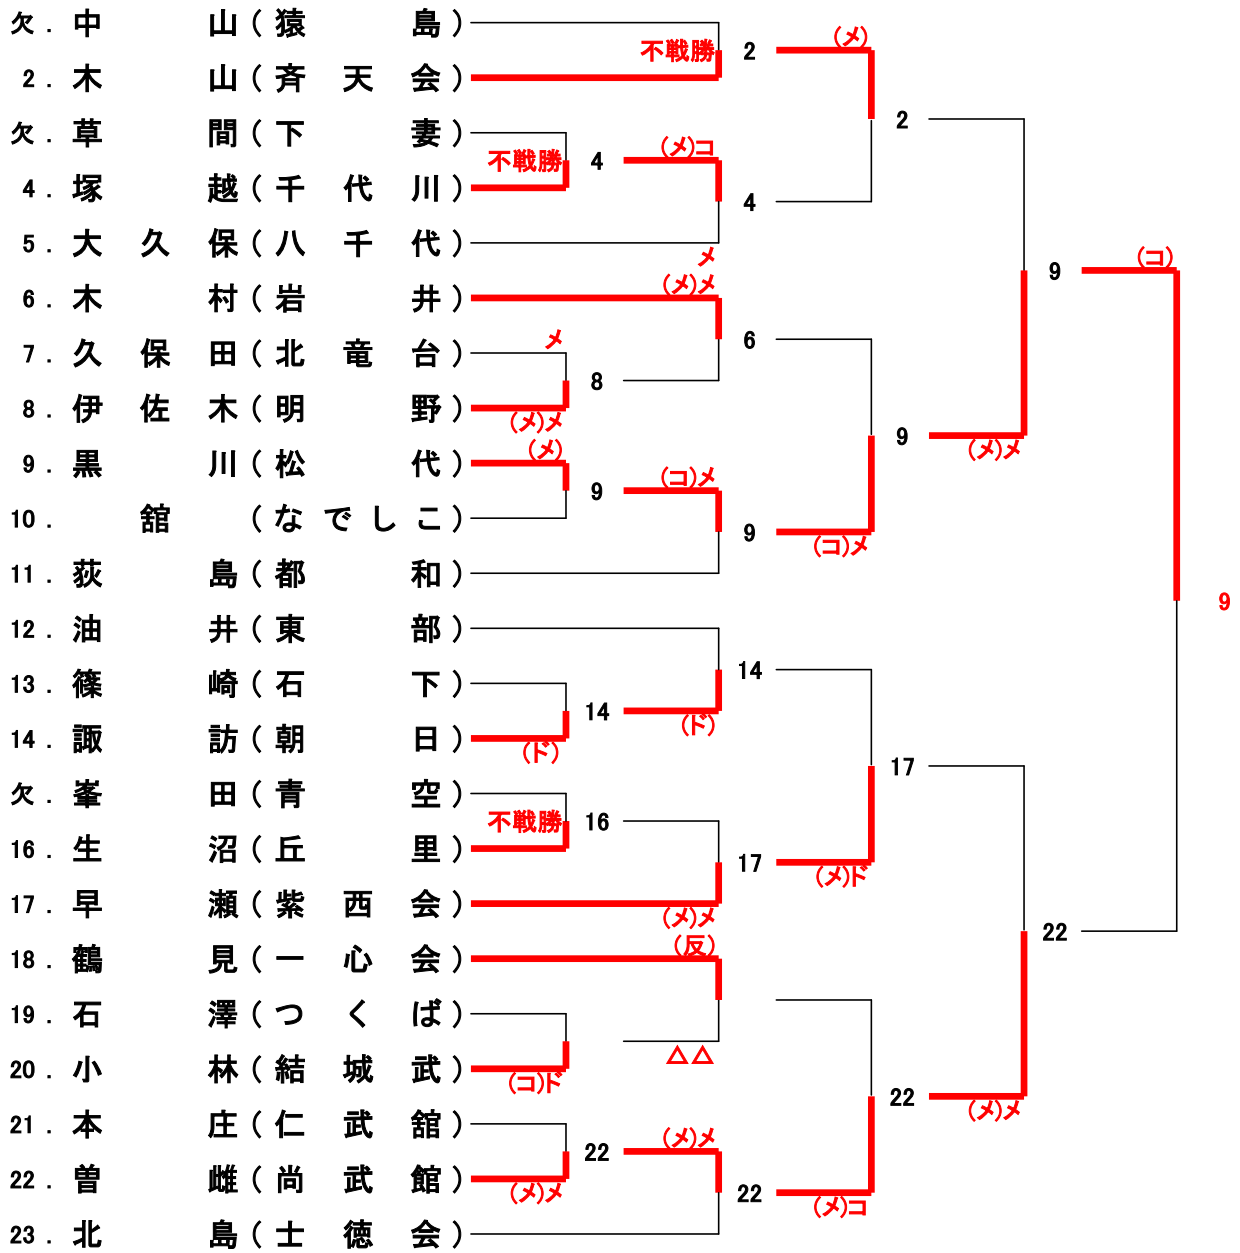 欠．中山（猿島）
2．木山（斉天会）
欠．草間（下妻）
4．塚越（千代川）
5．大久保（八千代）
6．木村（岩井）
7．久保田（北竜台）
8．伊佐木（明野）
9．黒川（松代）
10．舘（なでしこ）
11．荻島（都和）
12．油井（東部）
13．篠崎（石下）
14．諏訪（朝日）
欠．峯田（青空）
16．生沼（丘里）
17．早瀬（紫西会）
18．鶴見（一心会）
19．石澤（つくば）
20．小林（結城武）
21．本庄（仁武舘）
22．曽雌（尚武館）
23．北島（士徳会）
不戦勝
4
メ
8
(メ)メ
(メ)
9
14
(ド)
不戦勝
16
(コ)ド
22
(メ)メ
不戦勝
2
(メ)コ
4
メ
(メ)メ
6
(コ)メ
9
14
(ド)
17
(メ)メ
(反)
△△
(メ)メ
22
(メ)
2
9
(コ)メ
17
(メ)ド
22
(メ)コ
9
(メ)メ
22
(メ)メ
(コ)
9